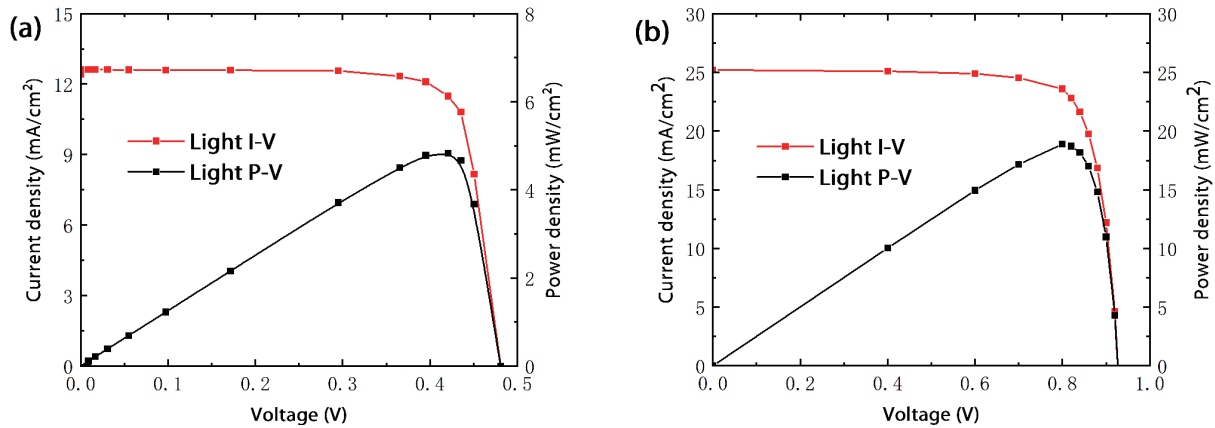 (a)
15
12
9
6
3
0
Current density (mA/cm²)
8
6
4
2
0
Power density (mW/cm²)
Light I-V
Light P-V
0.0 0.1 0.2 0.3 0.4 0.5
Voltage (V)
(b)
30
25
20
15
10
5
0
Current density (mA/cm²)
30
25
20
15
10
5
0
Power density (mW/cm²)
Light I-V
Light P-V
0.0 0.2 0.4 0.6 0.8 1.0
Voltage (V)